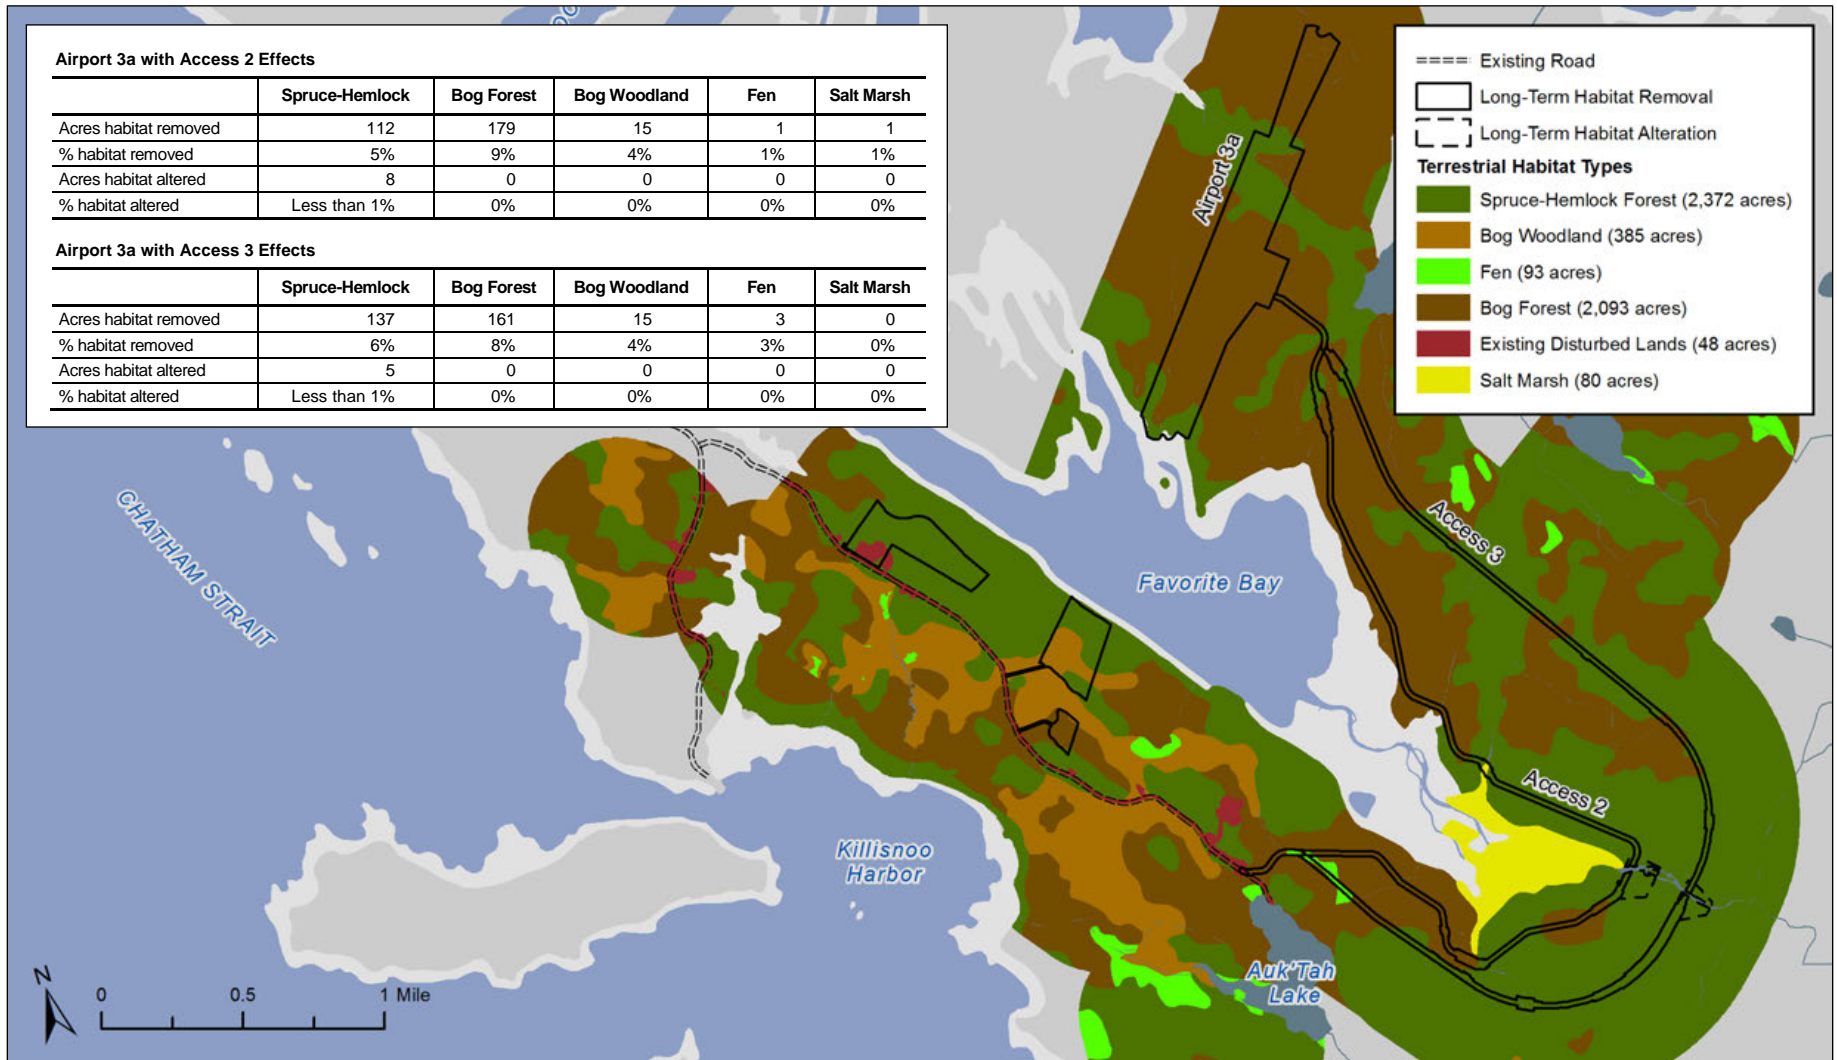 Airport 3a with Access 2 Effects
Spruce-Hemlock Bog Forest Bog Woodland Fen Salt Marsh
Acres habitat removed 112 179 15 1 1
% habitat removed 5% 9% 4% 1% 1%
Acres habitat altered 8 0 0 0 0
% habitat altered Less than 1% 0% 0% 0% 0%
Airport 3a with Access 3 Effects
Spruce-Hemlock Bog Forest Bog Woodland Fen Salt Marsh
Acres habitat removed 137 161 15 3 0
% habitat removed 6% 8% 4% 3% 0%
Acres habitat altered 5 0 0 0 0
% habitat altered Less than 1% 0% 0% 0% 0%
Existing Road
Long-Term Habitat Removal
Long-Term Habitat Alteration
Terrestrial Habitat Types
Spruce-Hemlock Forest (2,372 acres)
Bog Woodland (385 acres)
Fen (93 acres)
Bog Forest (2,093 acres)
Existing Disturbed Lands (48 acres)
Salt Marsh (80 acres)
Airport 3a
Access 3
CHATHAM STRAIT
Favorite Bay
Access 2
Killisnoo
Harbor
Auk'Tah
Lake
N
0 0.5 1 Mile